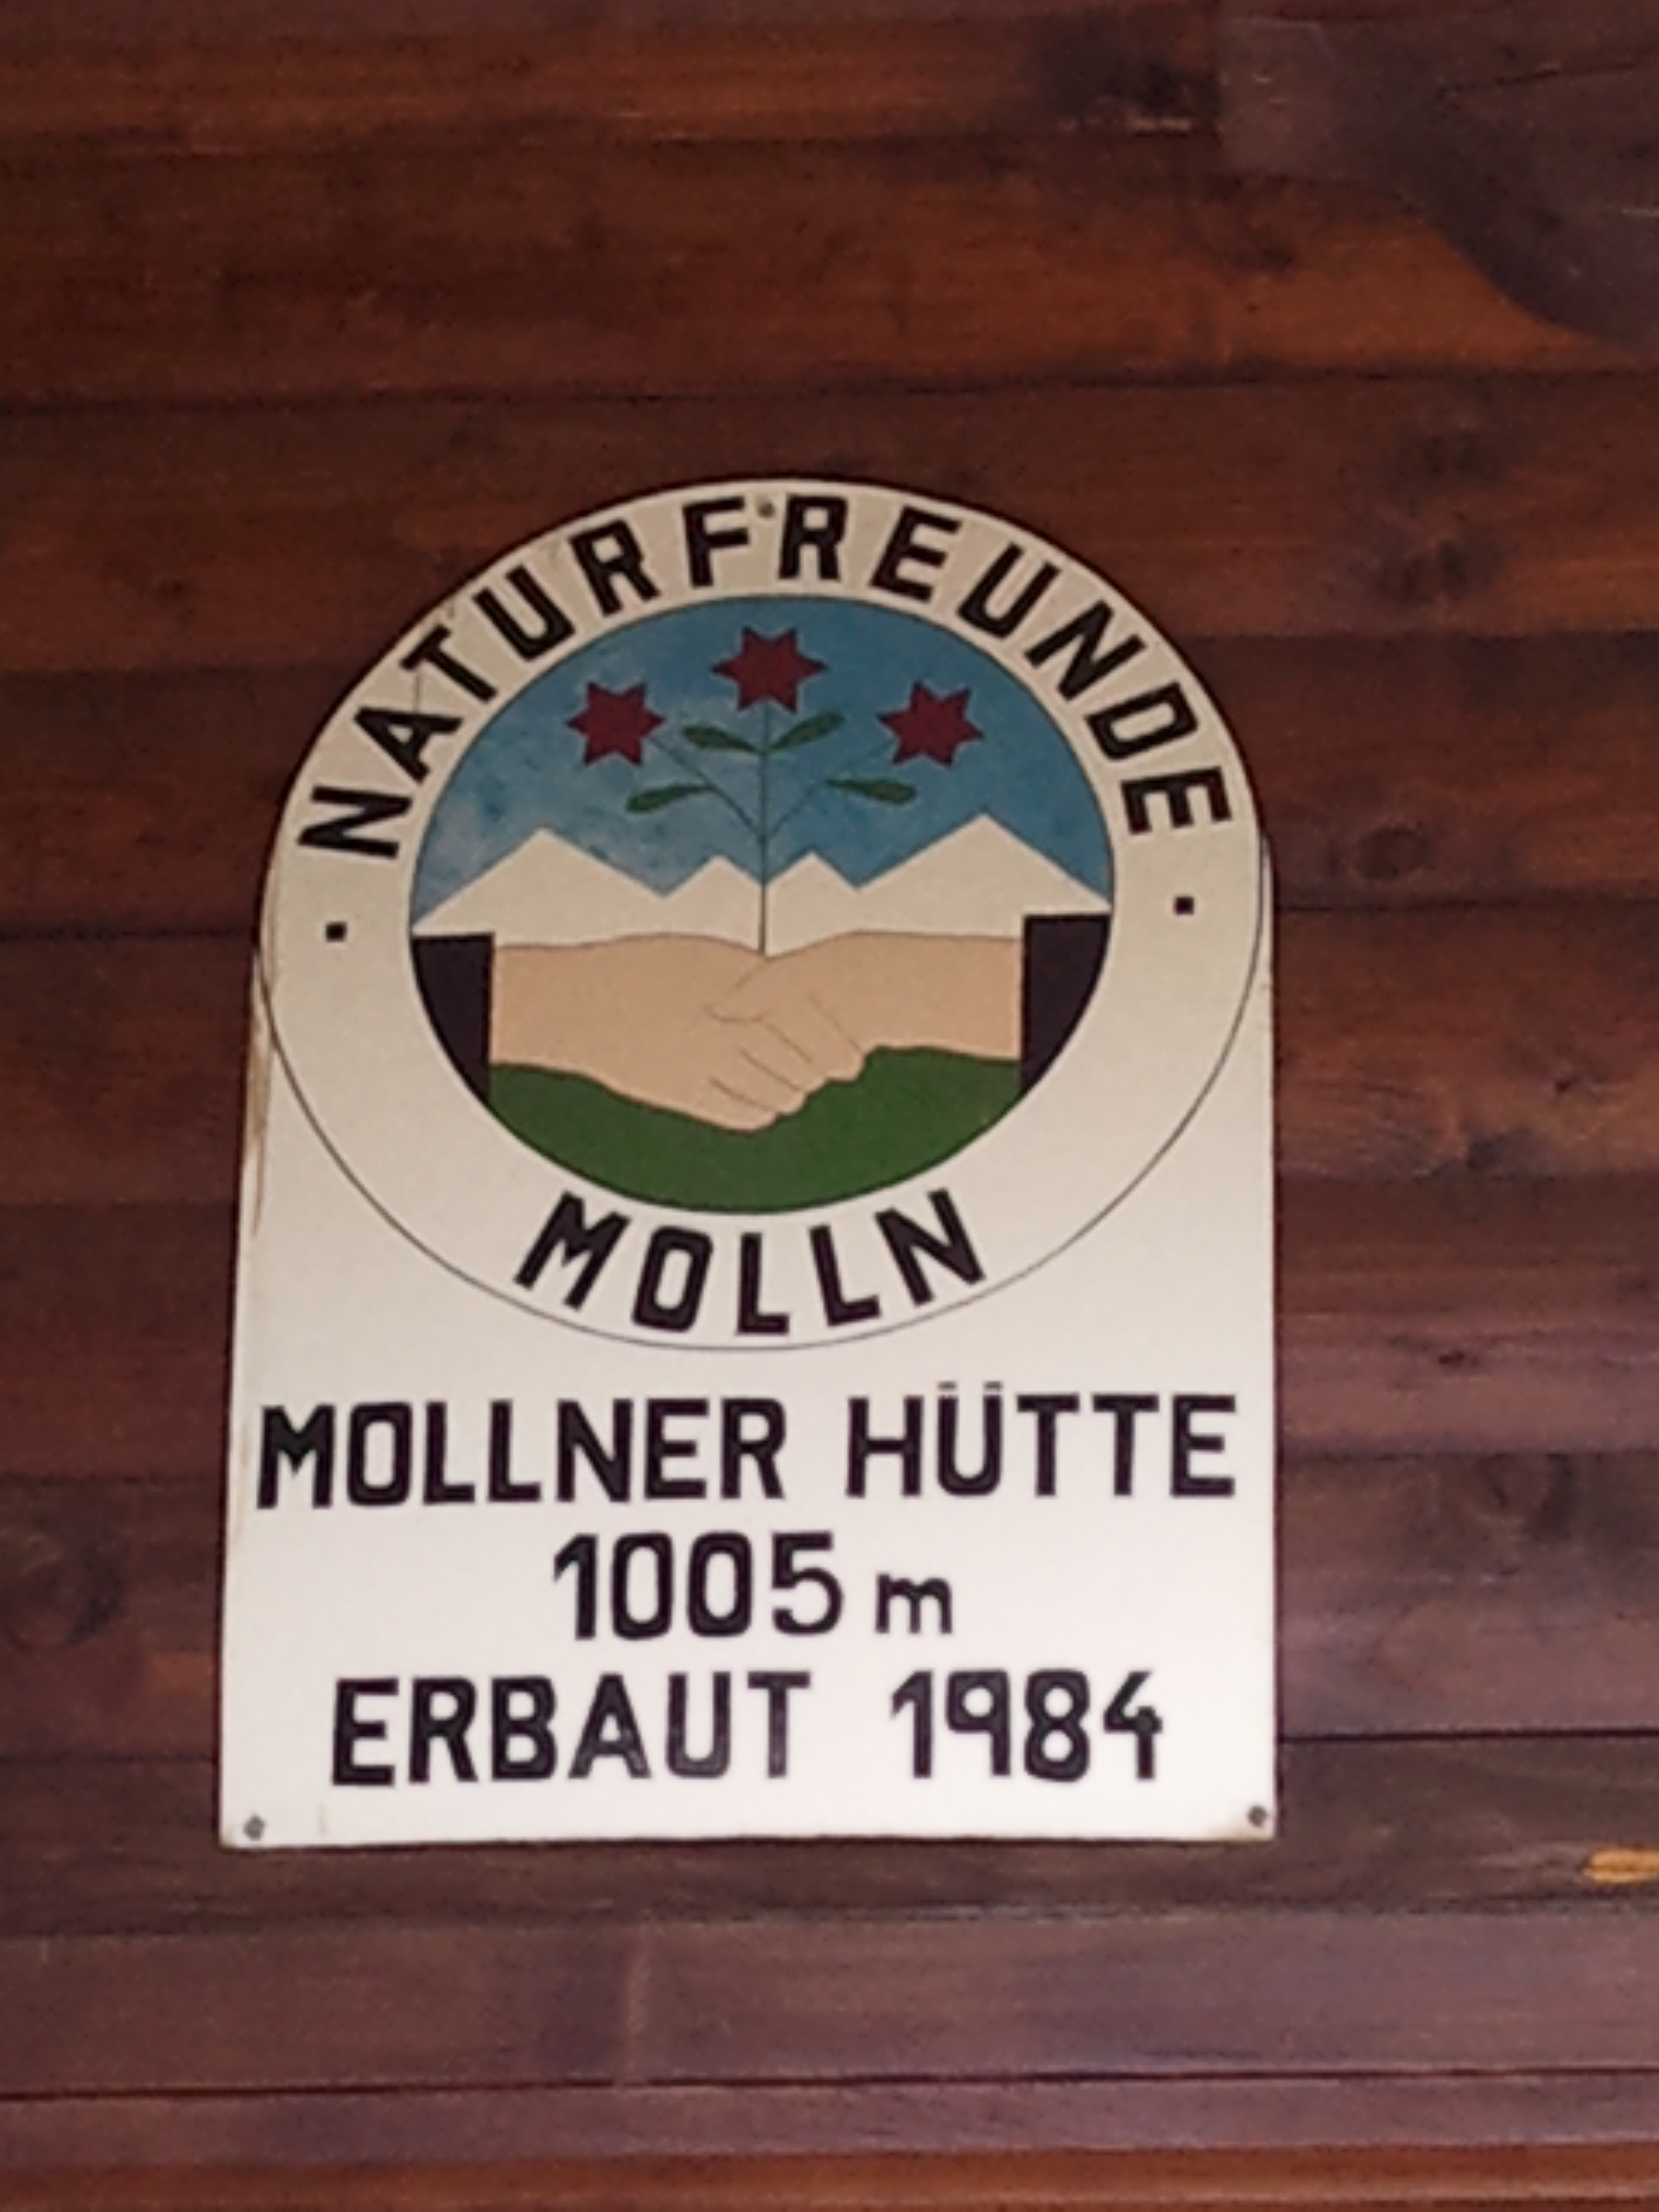 NATURFREUNDE
MOLLN
MOLLNER HÜTTE
1005 m
ERBAUT 1984